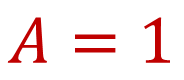 A = 1